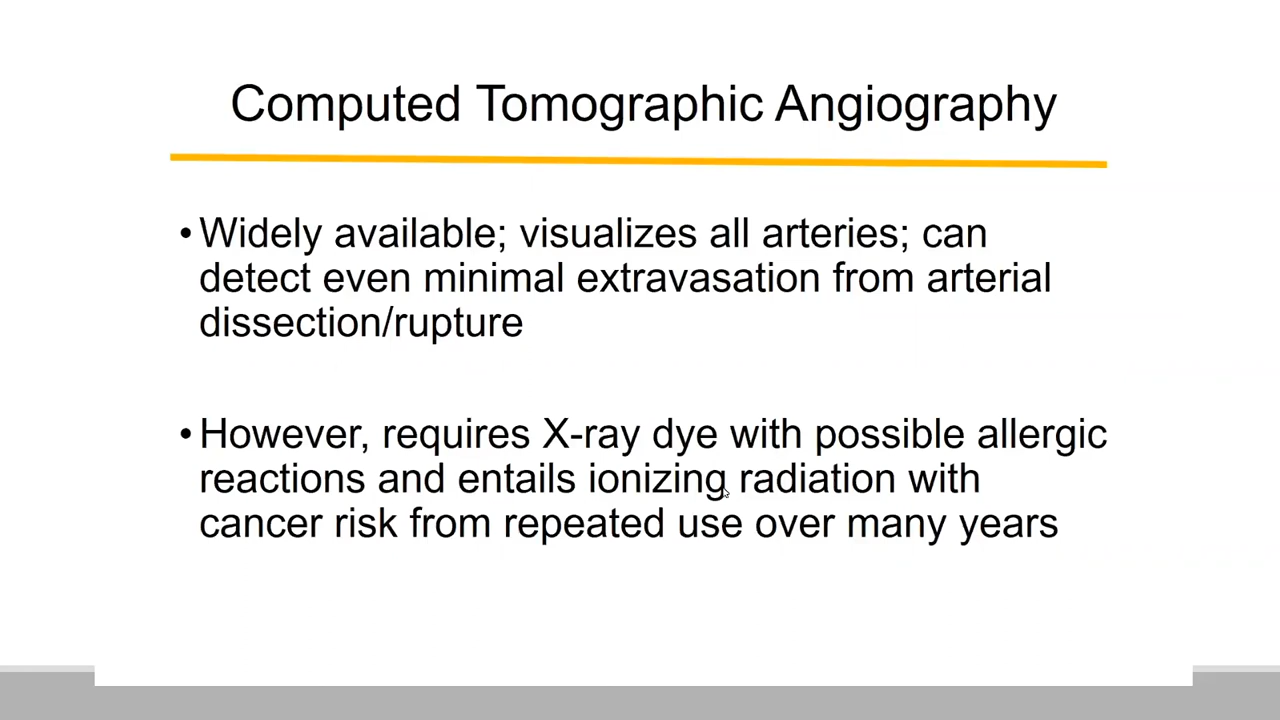 Computed Tomographic Angiography
•Widely available; visualizes all arteries; can
detect even minimal extravasation from arterial
dissection/rupture
•However, requires X-ray dye with possible allergic
reactions and entails ionizing radiation with
cancer risk from repeated use over many years